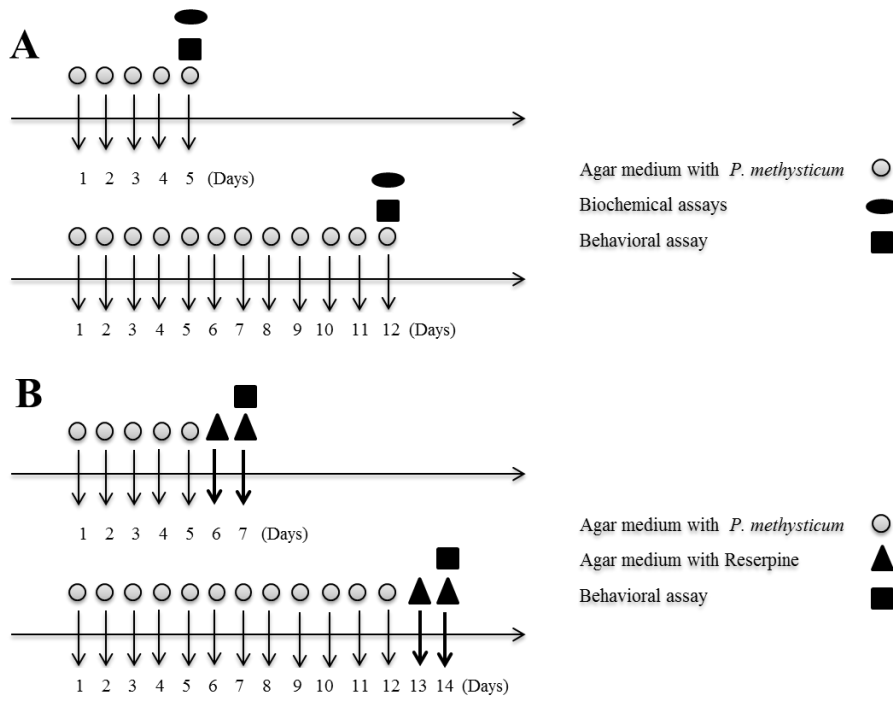 A
1 2 3 4 5 (Days)
1 2 3 4 5 6 7 8 9 10 11 12 (Days)
Agar medium with P. methysticum
Biochemical assays
Behavioral assay
B
1 2 3 4 5 6 7 (Days)
1 2 3 4 5 6 7 8 9 10 11 12 13 14 (Days)
Agar medium with P. methysticum
Agar medium with Reserpine
Behavioral assay